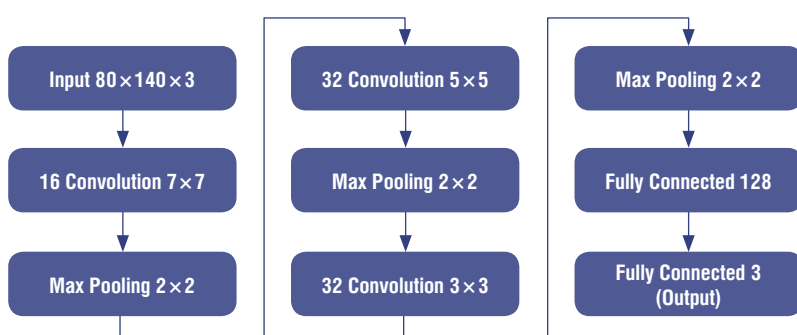 Input 80×140×3
16 Convolution 7×7
Max Pooling 2×2
32 Convolution 5×5
Max Pooling 2×2
32 Convolution 3×3
Max Pooling 2×2
Fully Connected 128
Fully Connected 3
(Output)